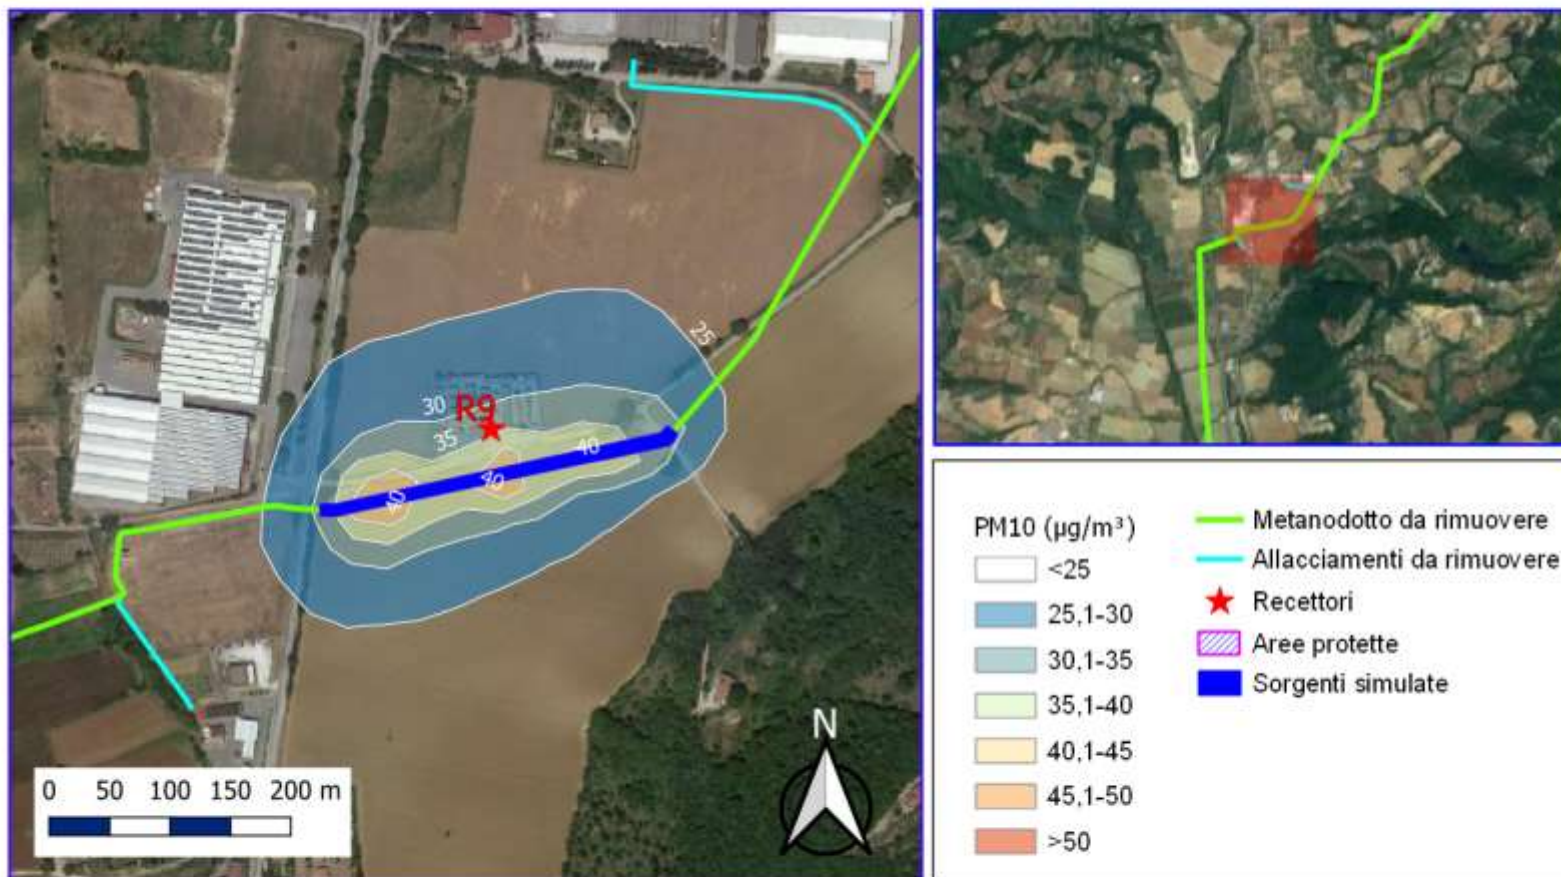 25
30
R9
35
40
40
40
N
0 50 100 150 200 m
PM10 (µg/m³)
<25
25,1-30
30,1-35
35,1-40
40,1-45
45,1-50
>50
Metanodotto da rimuovere
Allacciamenti da rimuovere
Recettori
Aree protette
Sorgenti simulate